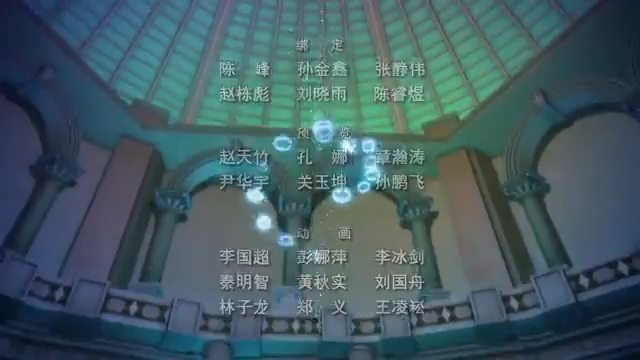 绑 定
陈 峰 孙金鑫 张静伟
赵栋彪 刘晓雨 陈睿煜
预 览
赵天竹 孔 娜 章瀚涛
尹华宇 关玉坤 孙鹏飞
动 画
李国超 彭娜萍 李冰剑
秦明智 黄秋实 刘国舟
林子龙 郑 义 王凌崧